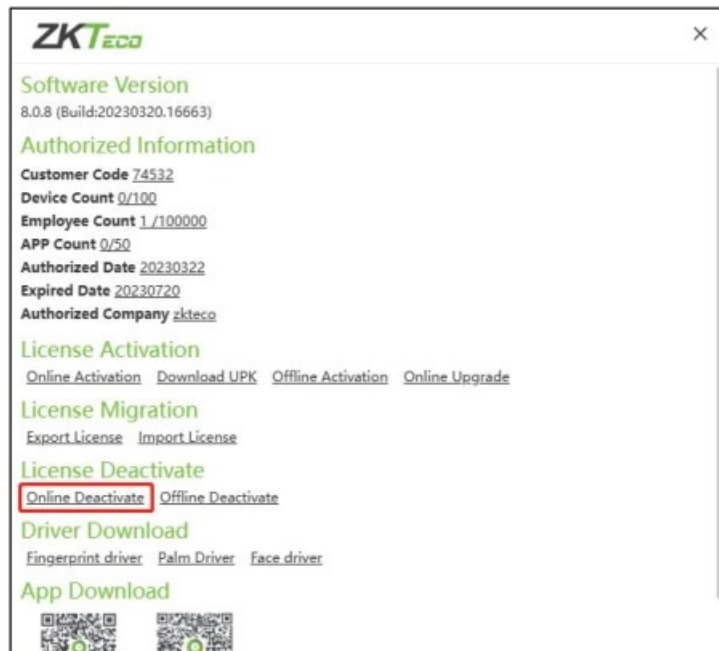 ZKTECO
Software Version
8.0.8 (Build:20230320.16663)
Authorized Information
Customer Code 74532
Device Count 0/100
Employee Count 1 /100000
APP Count 0/50
Authorized Date 20230322
Expired Date 20230720
Authorized Company zkteco
License Activation
Online Activation Download UPK Offline Activation Online Upgrade
License Migration
Export License Import License
License Deactivate
Online Deactivate Offline Deactivate
Driver Download
Fingerprint driver Palm Driver Face driver
App Download